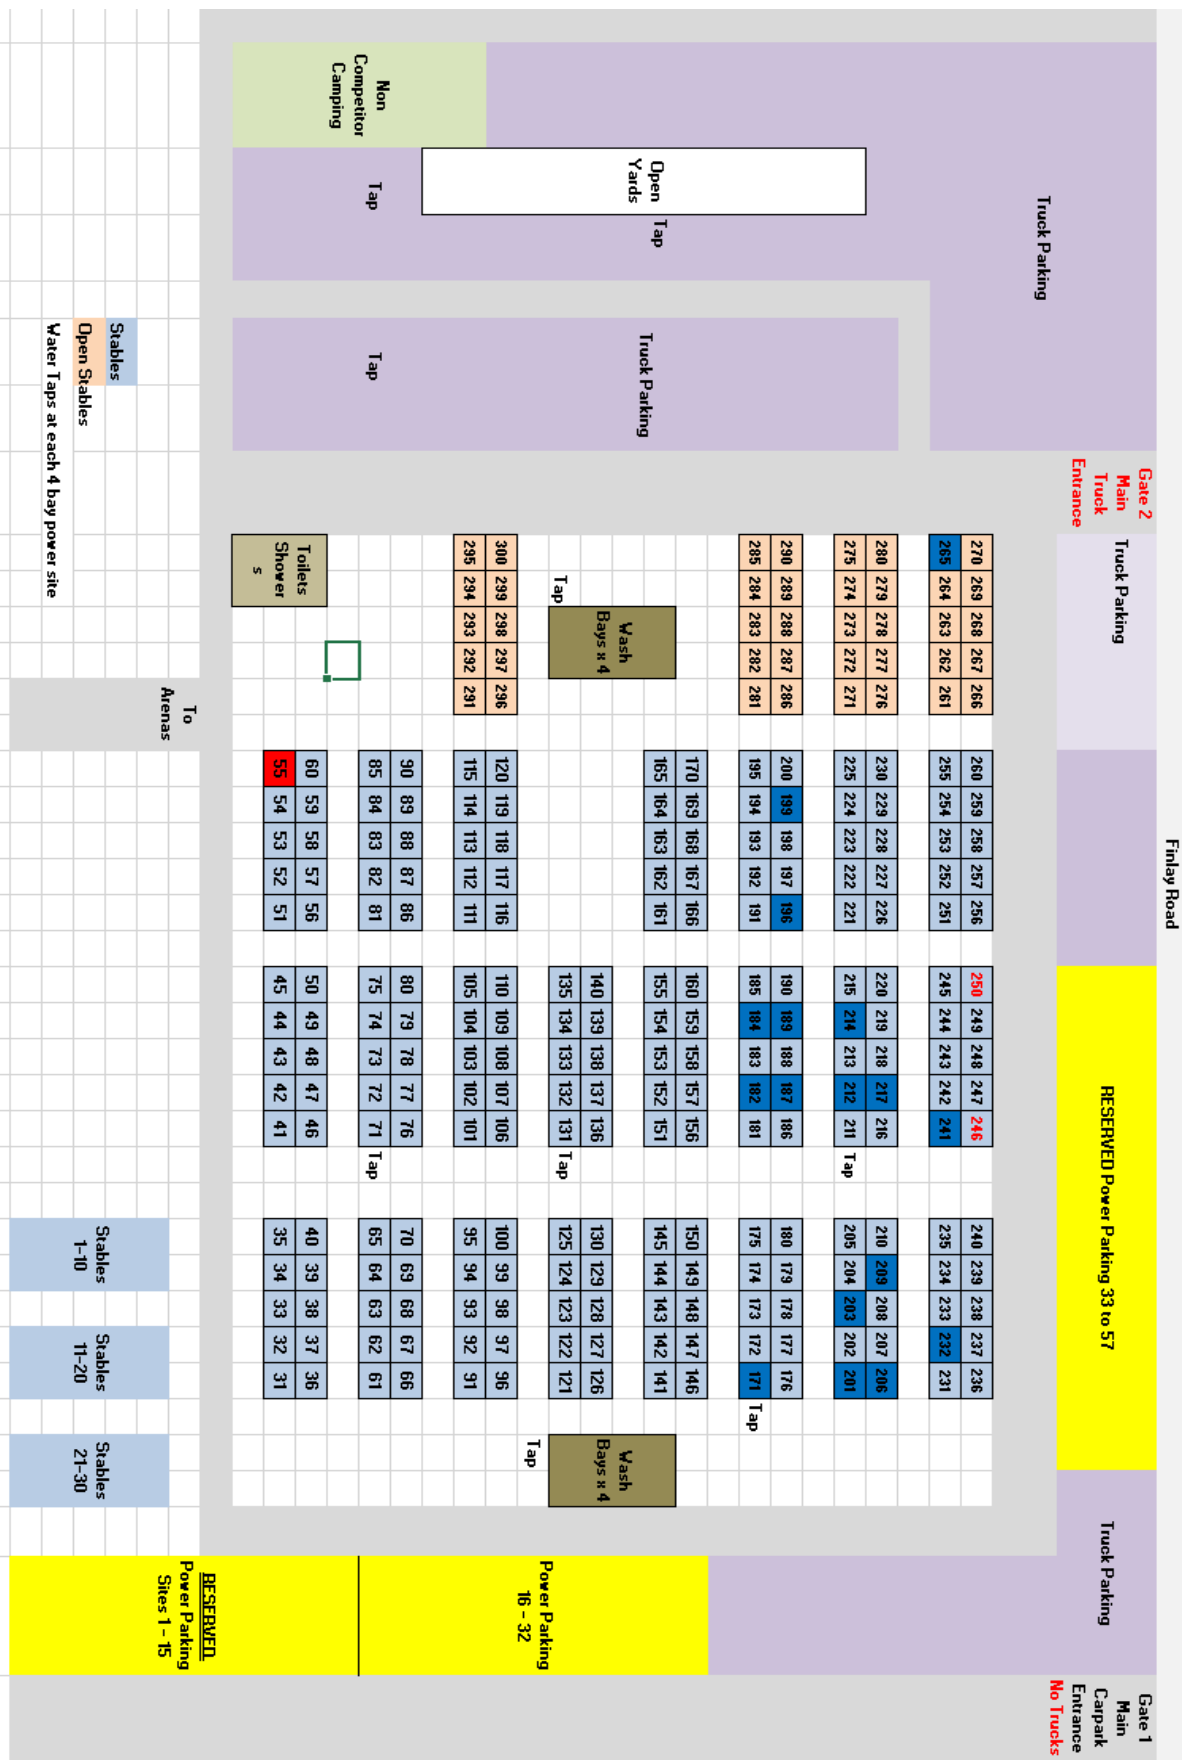 Finlay Road
Gate 2
Main
Truck
Entrance
Gate 1
Main
Carpark
Entrance
No Trucks
Truck Parking
Truck Parking
RESERVED Power Parking 33 to 57
Truck Parking
270 269 268 267 266 260 259 258 257 256 250 249 248 247 246 240 239 238 237 236
265 264 263 262 261 255 254 253 252 251 245 244 243 242 241 235 234 233 232 231
280 279 278 277 276 230 229 228 227 226 220 219 218 217 216 210 209 208 207 206
275 274 273 272 271 225 224 223 222 221 215 214 213 212 211 Tap 205 204 203 202 201
290 289 288 287 286 200 199 198 197 196 190 189 188 187 186 180 179 178 177 176
285 284 283 282 281 195 194 193 192 191 185 184 183 182 181 175 174 173 172 171 Tap
Open
Yards
Tap
Truck Parking
170 169 168 167 166 160 159 158 157 156 150 149 148 147 146
165 164 163 162 161 155 154 153 152 151 145 144 143 142 141
Wash
Bays x 4
Tap
140 139 138 137 136 130 129 128 127 126
135 134 133 132 131 Tap 125 124 123 122 121
Wash
Bays x 4
Tap
Power Parking
16 - 32
300 299 298 297 296 120 119 118 117 116 110 109 108 107 106 100 99 98 97 96
295 294 293 292 291 115 114 113 112 111 105 104 103 102 101 95 94 93 92 91
Non
Competitor
Camping
Tap
Tap
90 89 88 87 86 80 79 78 77 76 70 69 68 67 66
85 84 83 82 81 75 74 73 72 71 Tap 65 64 63 62 61
Toilets
Shower
s
60 59 58 57 56 50 49 48 47 46 40 39 38 37 36
55 54 53 52 51 45 44 43 42 41 35 34 33 32 31
RESERVED
Power Parking
Sites 1 - 15
To
Arenas
Stables
Open Stables
Water Taps at each 4 bay power site
Stables
1-10
Stables
11-20
Stables
21-30